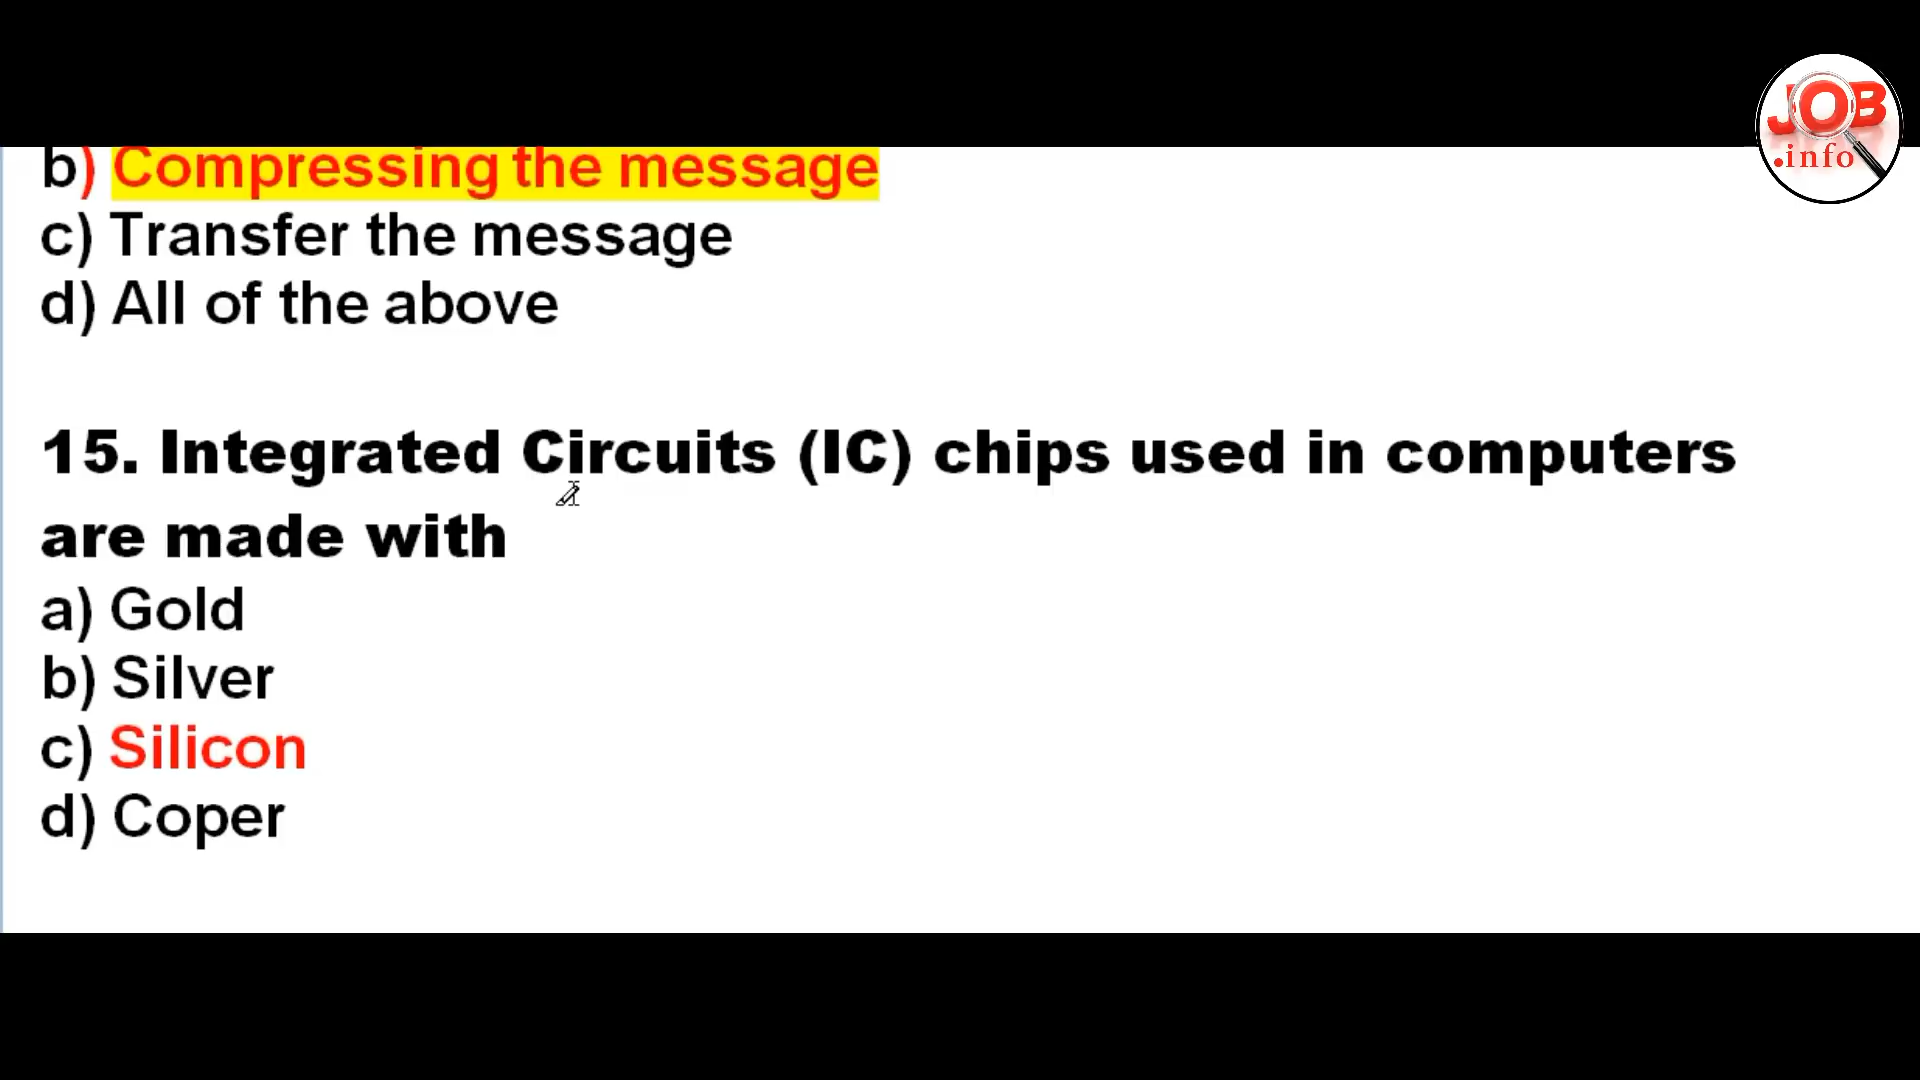 JOB
.info
b) Compressing the message
c) Transfer the message
d) All of the above
15. Integrated Circuits (IC) chips used in computers
are made with
a) Gold
b) Silver
c) Silicon
d) Coper